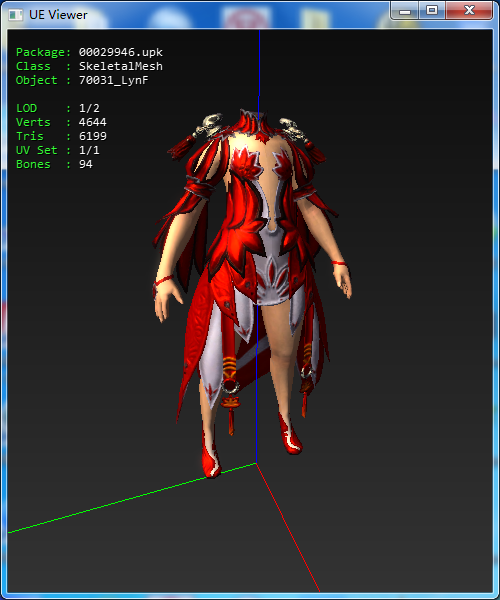 UE Viewer
Package: 00029946.upk
Class : SkeletalMesh
Object : 70031_LynF
LOD : 1/2
Verts : 4644
Tris : 6199
UV Set : 1/1
Bones : 94